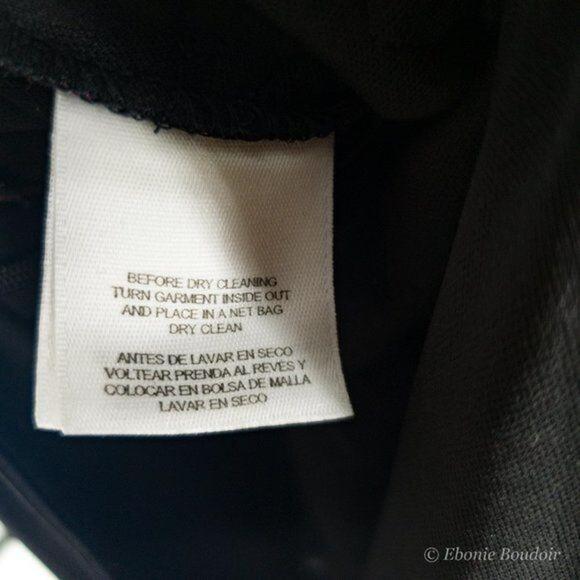 BEFORE DRY CLEANING
TURN GARMENT INSIDE OUT
AND PLACE IN A NET BAG
DRY CLEAN
ANTES DE LAVAR EN SECO
VOLTEAR PRENDA AL REVÉS Y
COLOCAR EN BOLSA DE MALLA
LAVAR EN SECO
© Ebonie Boudoir